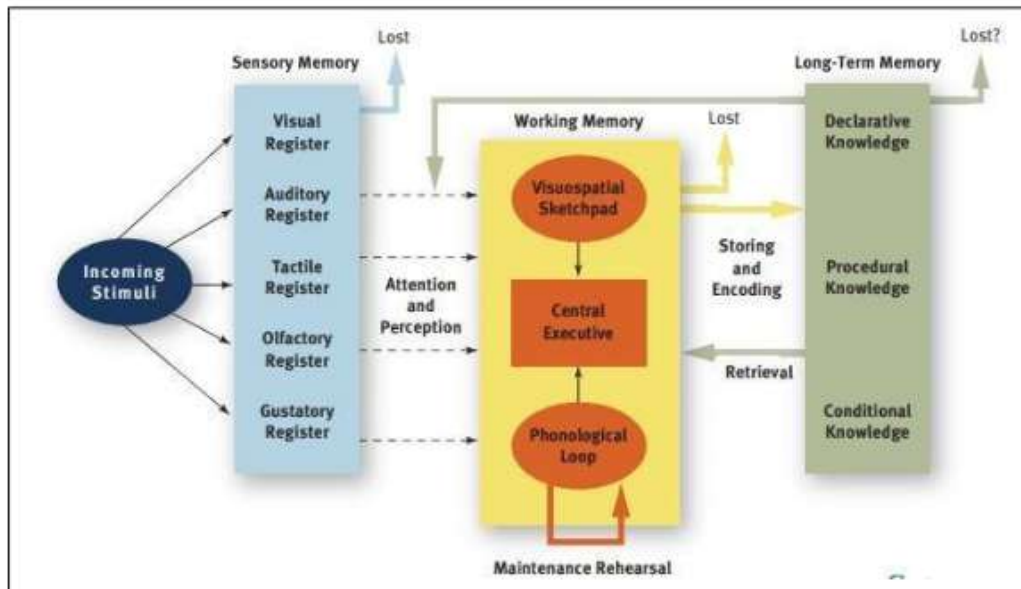 Lost
Lost?
Sensory Memory
Long-Term Memory
Visual
Register
Working Memory
Lost
Declarative
Knowledge
Auditory
Register
Visuospatial
Sketchpad
Incoming
Stimuli
Tactile
Register
Attention
and
Perception
Central
Executive
Storing
and
Encoding
Procedural
Knowledge
Olfactory
Register
Retrieval
Gustatory
Register
Phonological
Loop
Conditional
Knowledge
Maintenance Rehearsal